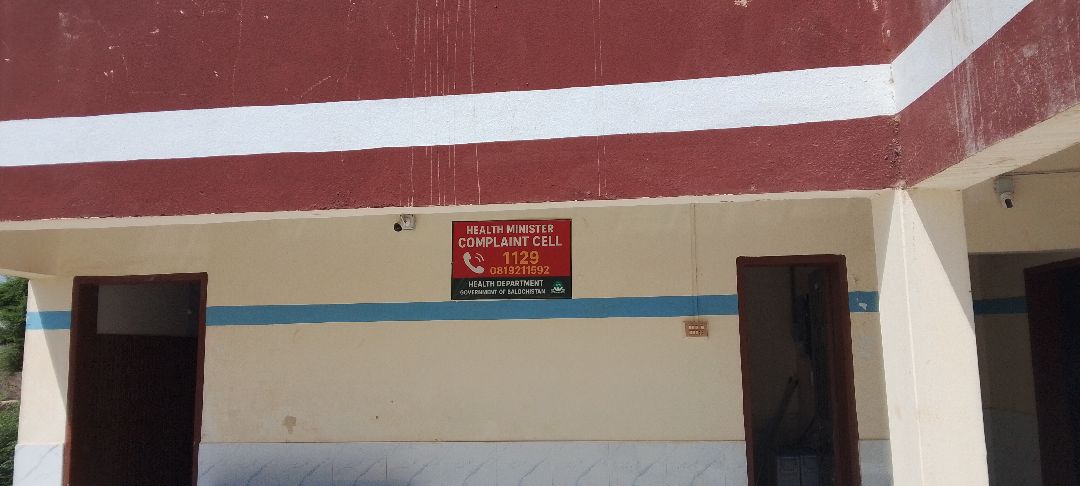 HEALTH MINISTER
COMPLAINT CELL
1129
0819211592
HEALTH DEPARTMENT
GOVERNMENT OF BALOCHISTAN